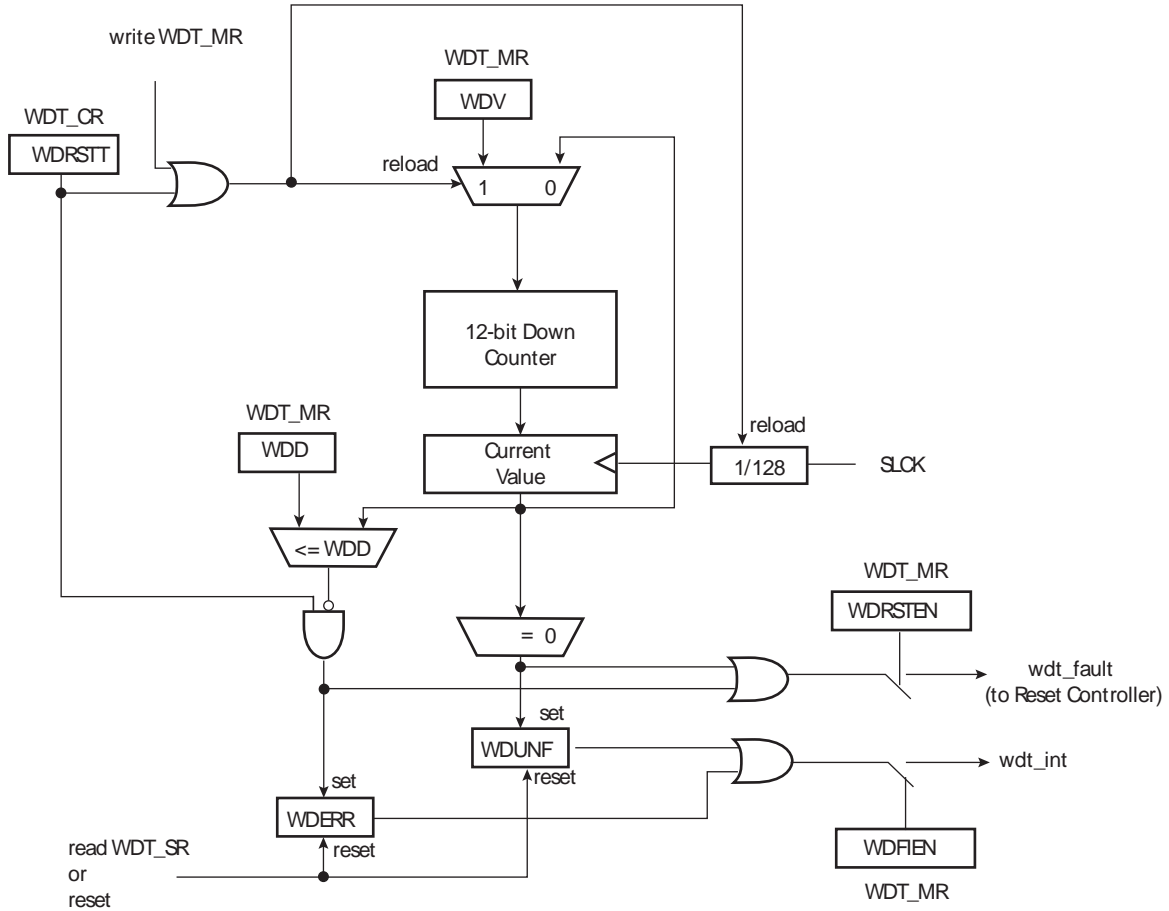 write WDT_MR
WDT_MR
WDV
WDT_CR
WDRSTT
reload
1 0
12-bit Down
Counter
WDT_MR
WDD
Current
Value
reload
1/128
SLCK
<= WDD
= 0
WDT_MR
WDRSTEN
wdt_fault
(to Reset Controller)
set
WDUNF
reset
wdt_int
set
WDERR
reset
WDFIEN
WDT_MR
read WDT_SR
or
reset